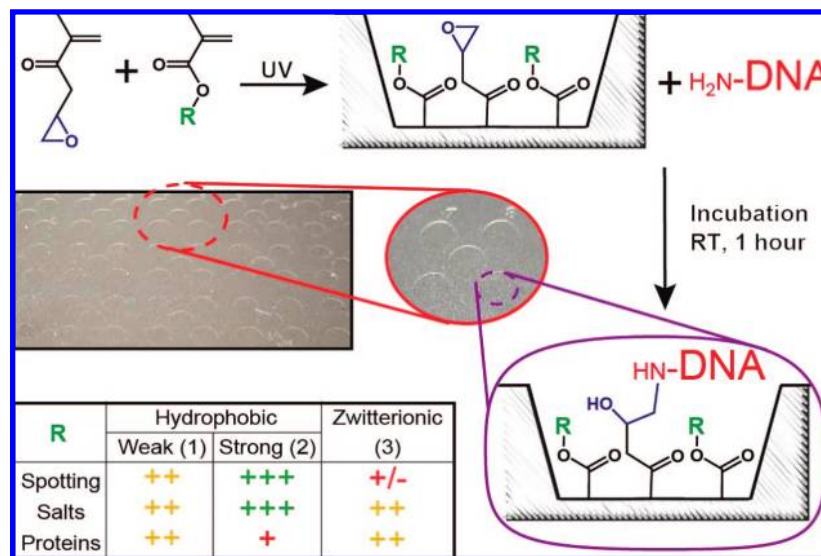 O
+
O
O
R
O
UV
O
R
O
O
O
R
O
O
+ H₂N-DNA
Incubation
RT, 1 hour
HN-DNA
HO
R
O
O
O
R
O
O
R
Hydrophobic
Zwitterionic
Weak (1) Strong (2) (3)
Spotting ++ +++ +/-
Salts ++ +++ ++
Proteins ++ + ++